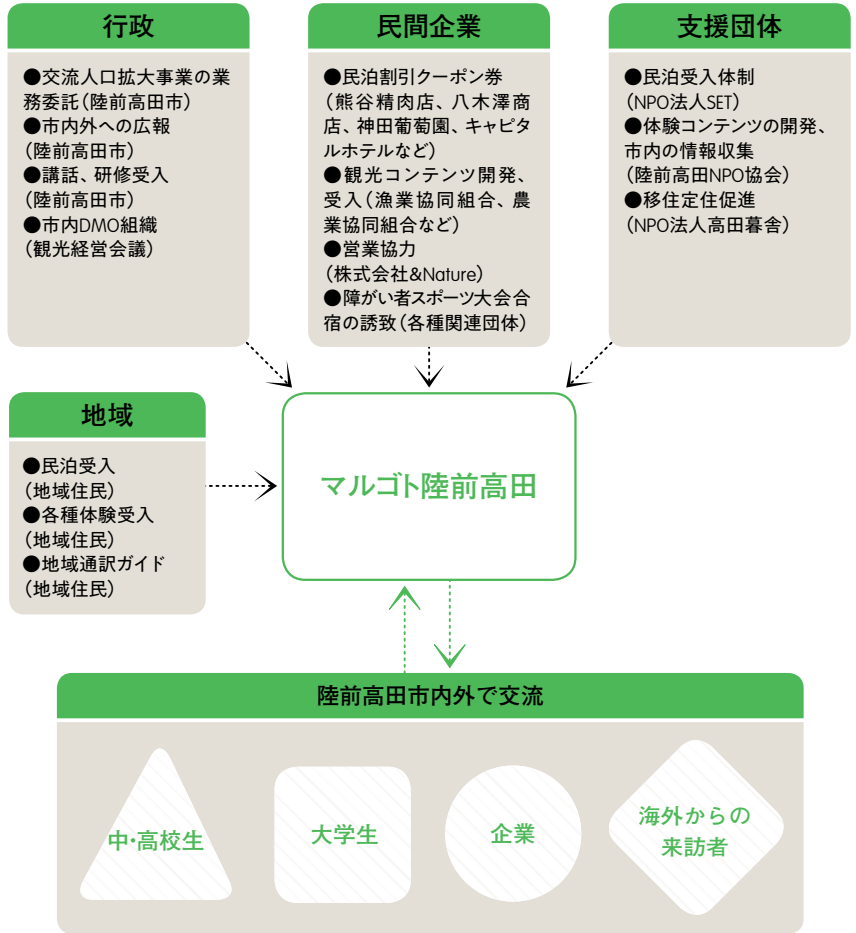 行政
●交流人口拡大事業の業
務委託(陸前高田市)
●市内外への広報
(陸前高田市)
●講話、研修受入
(陸前高田市)
●市内DMO組織
(観光経営会議)
民間企業
●民泊割引クーポン券
(熊谷精肉店、八木澤商
店、神田葡萄園、キャピタ
ルホテルなど)
●観光コンテンツ開発、
受入(漁業協同組合、農
業協同組合など)
●営業協力
(株式会社&Nature)
●障がい者スポーツ大会合
宿の誘致(各種関連団体)
支援団体
●民泊受入体制
(NPO法人SET)
●体験コンテンツの開発、
市内の情報収集
(陸前高田NPO協会)
●移住定住促進
(NPO法人高田暮舎)
地域
●民泊受入
(地域住民)
●各種体験受入
(地域住民)
●地域通訳ガイド
(地域住民)
マルゴト陸前高田
陸前高田市内外で交流
中・高校生
大学生
企業
海外からの
来訪者